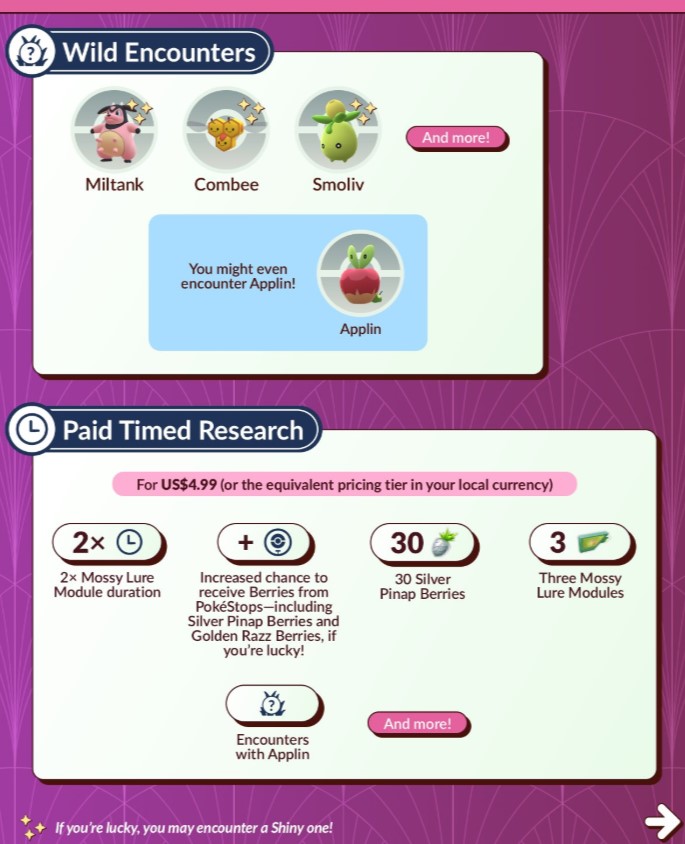 Wild Encounters
Miltank
Combee
Smoliv
And more!
You might even
encounter Applin!
Applin
Paid Timed Research
For US$4.99 (or the equivalent pricing tier in your local currency)
2×
2× Mossy Lure
Module duration
+
Increased chance to
receive Berries from
PokéStops—including
Silver Pinap Berries and
Golden Razz Berries, if
you're lucky!
30
30 Silver
Pinap Berries
3
Three Mossy
Lure Modules
Encounters
with Applin
And more!
If you're lucky, you may encounter a Shiny one!